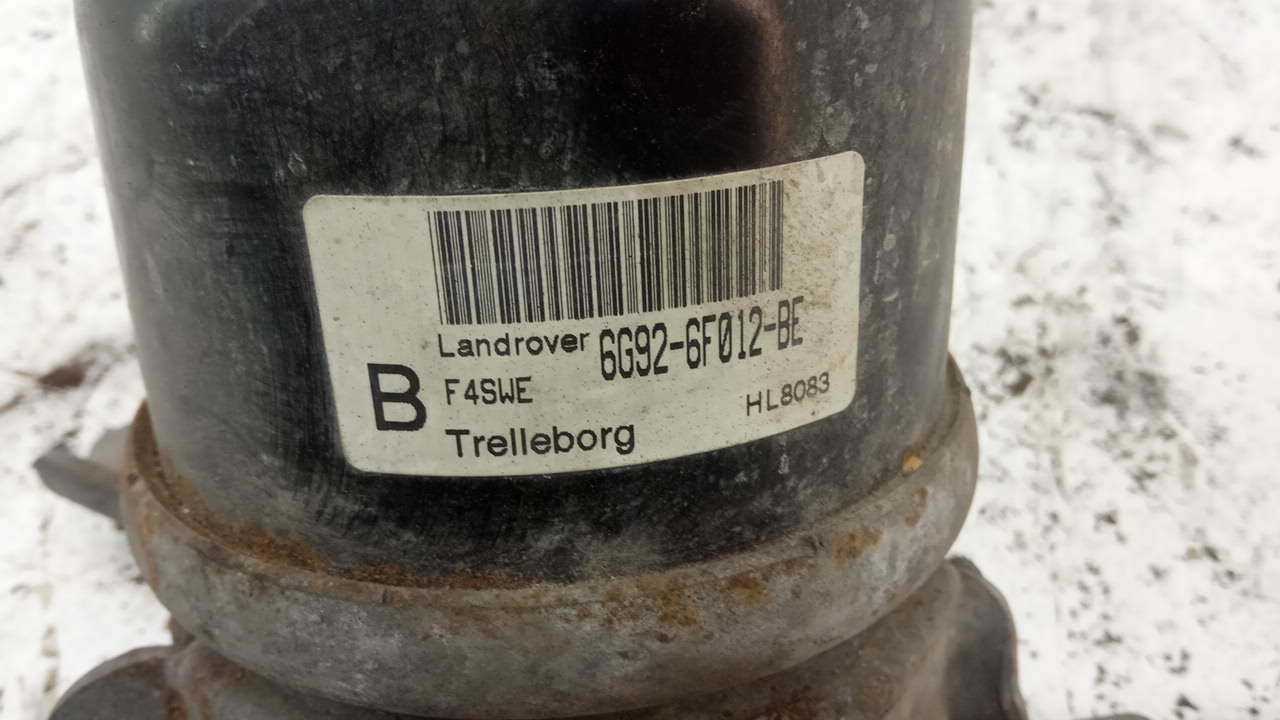 Landrover 6G92-6F012-BE
B F4SWE HL8083
Trelleborg